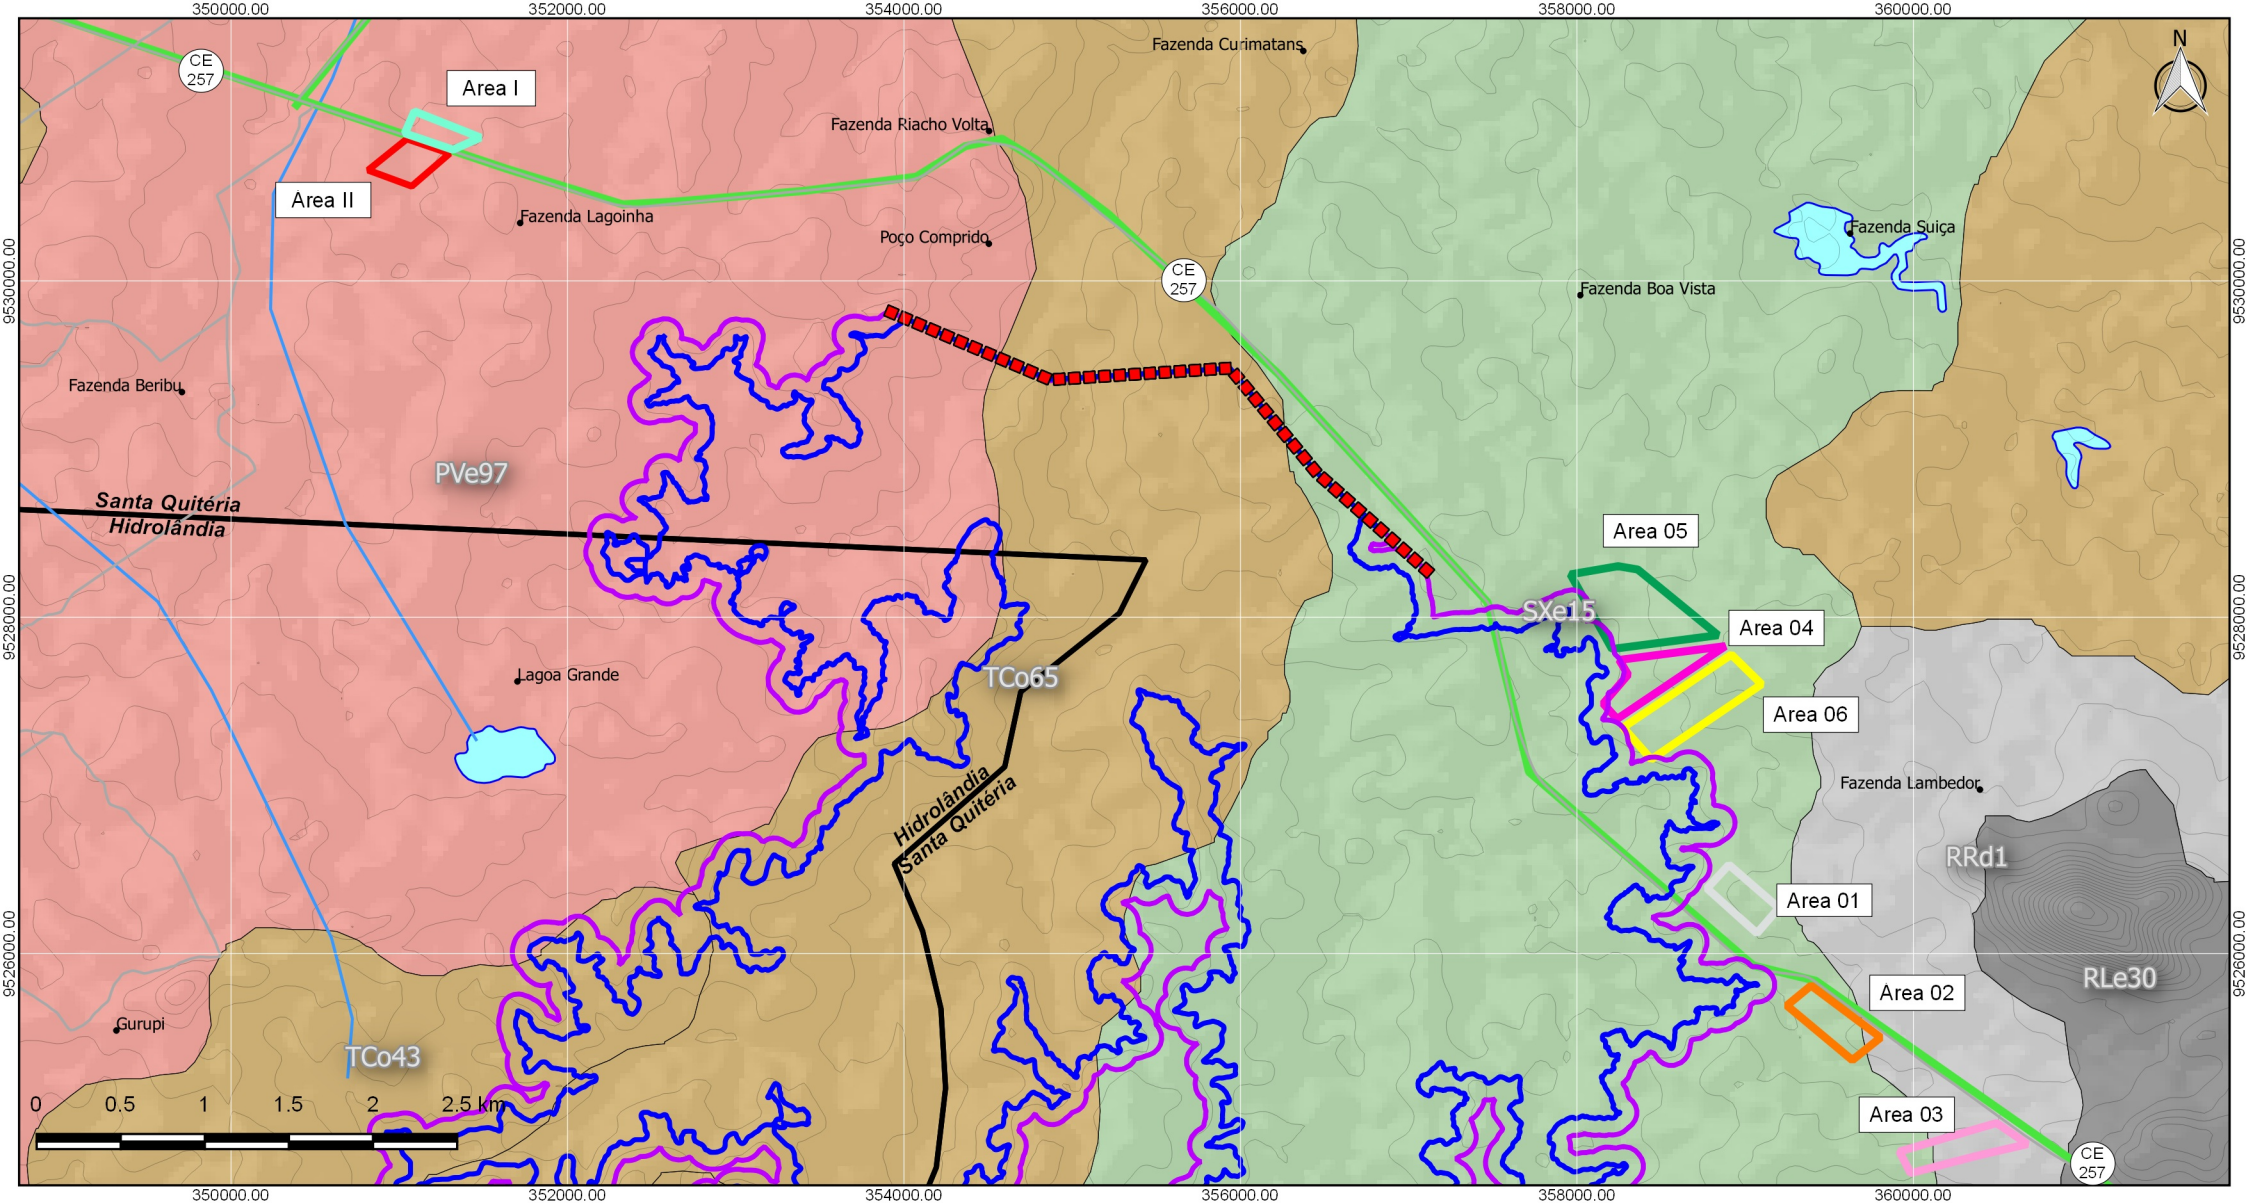 350000.00
352000.00
354000.00
356000.00
358000.00
360000.00
Fazenda Curimatans
N
CE
257
Area I
Fazenda Riacho Volta
Área II
Fazenda Lagoinha
Poço Comprido
Fazenda Suiça
9530000.00
9530000.00
CE
257
Fazenda Boa Vista
Fazenda Beribu
PVe97
Santa Quitéria
Hidrolândia
Area 05
9528000.00
9528000.00
SXe15
Area 04
Lagoa Grande
TCo65
Area 06
Hidrolândia
Santa Quitéria
Fazenda Lambedor
RRd1
Area 01
9526000.00
9526000.00
RLe30
Area 02
Gurupi
TCo43
0
0.5
1
1.5
2
2.5 km
Area 03
CE
257
350000.00
352000.00
354000.00
356000.00
358000.00
360000.00